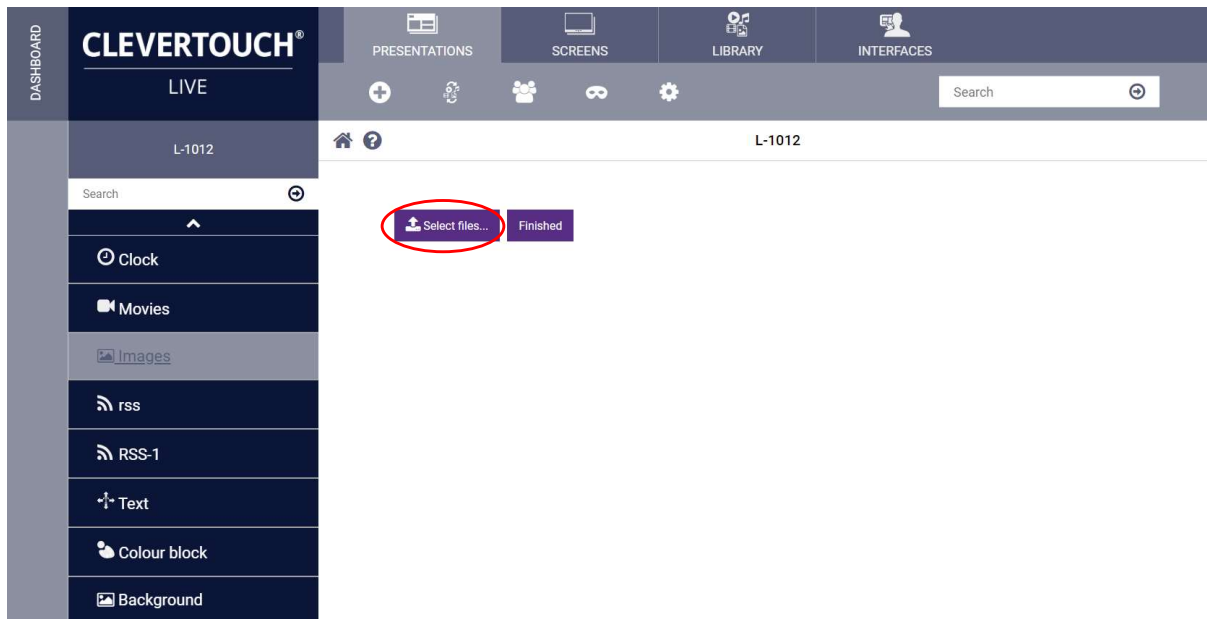 DASHBOARD
CLEVERTOUCH®
LIVE
PRESENTATIONS
SCREENS
LIBRARY
INTERFACES
Search
L-1012
L-1012
Search
Select files...
Finished
Clock
Movies
Images
rss
RSS-1
Text
Colour block
Background